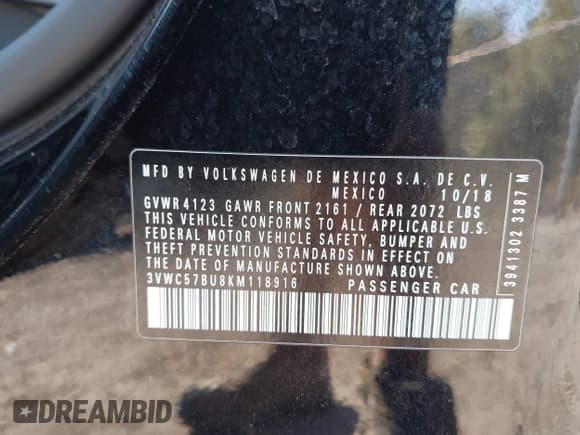 MFD BY VOLKSWAGEN DE MEXICO S.A. DE C.V.
MEXICO 10/18
GVWR 4123 GAWR FRONT 2161 / REAR 2072 LBS
THIS VEHICLE CONFORMS TO ALL APPLICABLE U.S.
FEDERAL MOTOR VEHICLE SAFETY, BUMPER AND
THEFT PREVENTION STANDARDS IN EFFECT ON
THE DATE OF MANUFACTURE SHOWN ABOVE.
3VWC57BU8KM118916 PASSENGER CAR
3941302 3387 M
DREAMBID